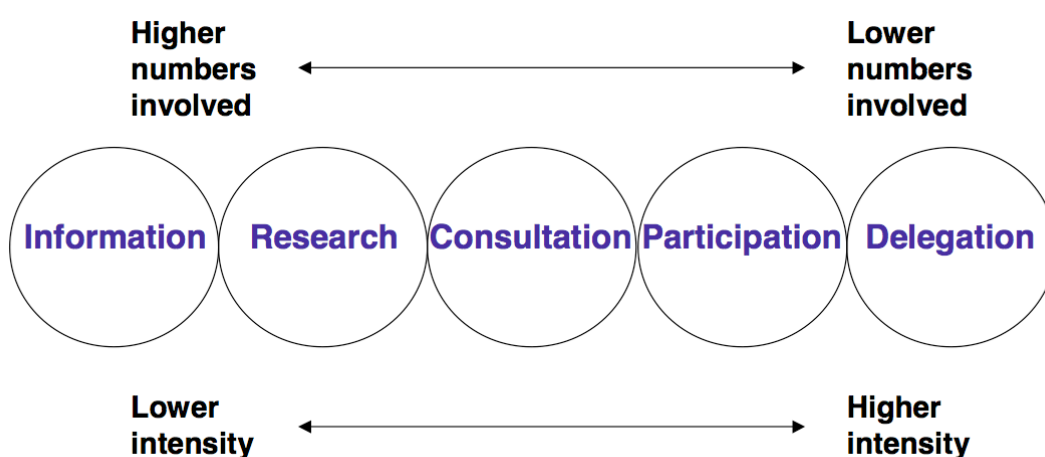 Higher
numbers
involved
Lower
numbers
involved
Information
Research
Consultation
Participation
Delegation
Lower
intensity
Higher
intensity